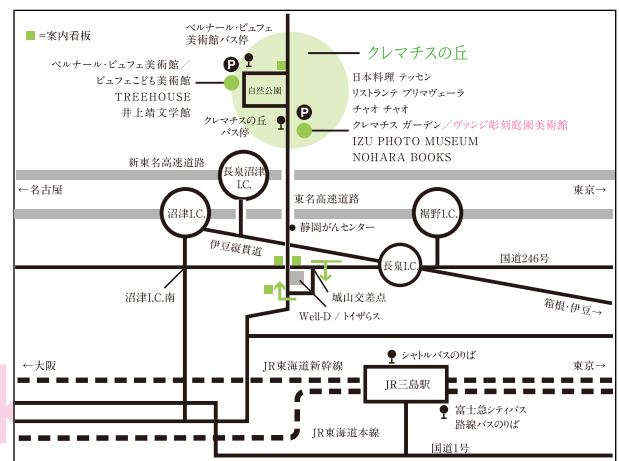 =案内看板
ベルナール・ビュフェ
美術館バス停
クレマチスの丘
P
ベルナール・ビュフェ美術館／
ビュフェこども美術館
TREEHOUSE
井上靖文学館
自然公園
クレマチスの丘
バス停
P
日本料理 テッセン
リストランテ プリマヴェーラ
チャオ チャオ
クレマチス ガーデン／ヴァンジ彫刻庭園美術館
IZU PHOTO MUSEUM
NOHARA BOOKS
新東名高速道路
長泉沼津
I.C.
←名古屋
東名高速道路
東京→
沼津I.C.
裾野I.C.
静岡がんセンター
伊豆縦貫道
長泉I.C.
国道246号
沼津I.C.南
城山交差点
Well-D / トイザらス
箱根・伊豆→
←大阪
JR東海道新幹線
シャトルバスのりば
東京→
JR三島駅
富士急シティバス
路線バスのりば
JR東海道本線
国道1号